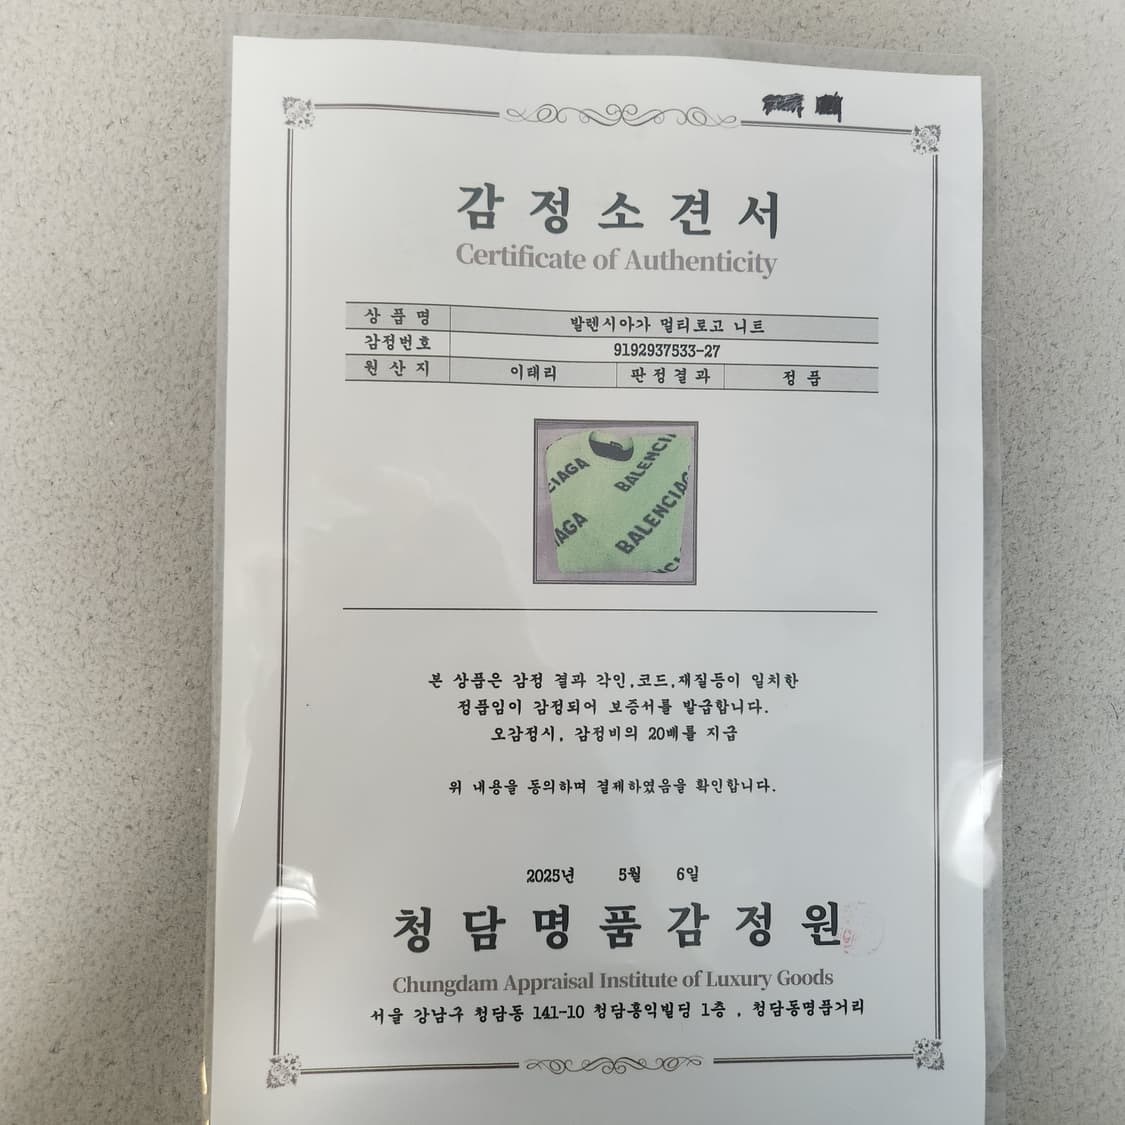 감정소견서
Certificate of Authenticity
상품명 발렌시아가 멀티로고 니트
감정번호 9192937533-27
원산지 이태리 판정결과 정품
CIAGA BALENCI
AGA BALENCIAG
ENCI
본 상품은 감정 결과 각인,코드,재질등이 일치한
정품임이 감정되어 보증서를 발급합니다.
오감정시, 감정비의 20배를 지급
위 내용을 동의하며 결제하였음을 확인합니다.
2025년 5월 6일
청담명품감정원
Chungdam Appraisal Institute of Luxury Goods
서울 강남구 청담동 141-10 청담홍익빌딩 1층 , 청담동명품거리